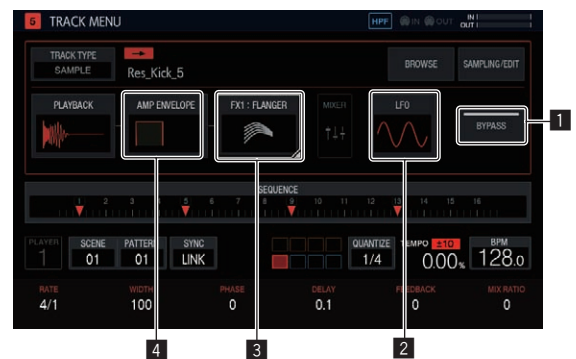 5 TRACK MENU HPF IN OUT IN OUT
TRACK TYPE
SAMPLE Res_Kick_5 BROWSE SAMPLING/EDIT
PLAYBACK AMP ENVELOPE FX1 : FLANGER MIXER LFO BYPASS 1
SEQUENCE
1 2 3 4 5 6 7 8 9 10 11 12 13 14 15 16
PLAYER SCENE PATTERN SYNC QUANTIZE TEMPO ±10 BPM
1 01 01 LINK 1/4 0.00% 128.0
RATE WIDTH PHASE DELAY FEEDBACK MIX RATIO
4/1 100 0 0.1 0 0
4 3 2